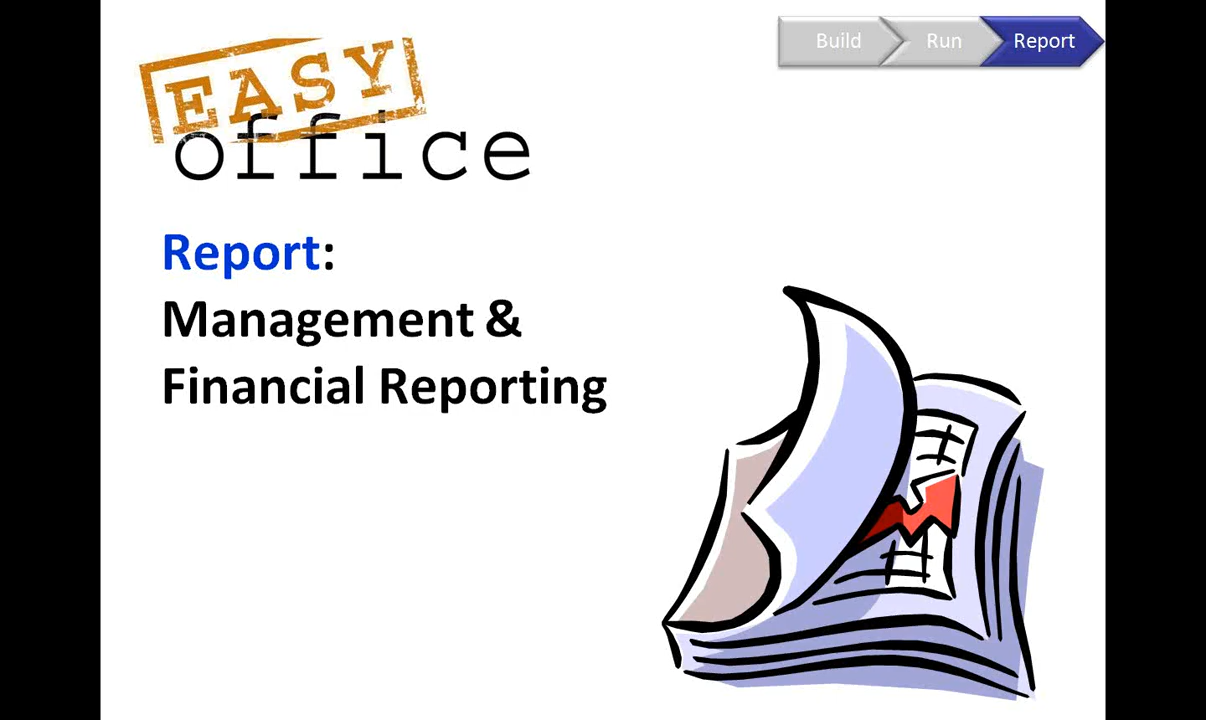 Build Run Report
EASY
office
Report:
Management &
Financial Reporting